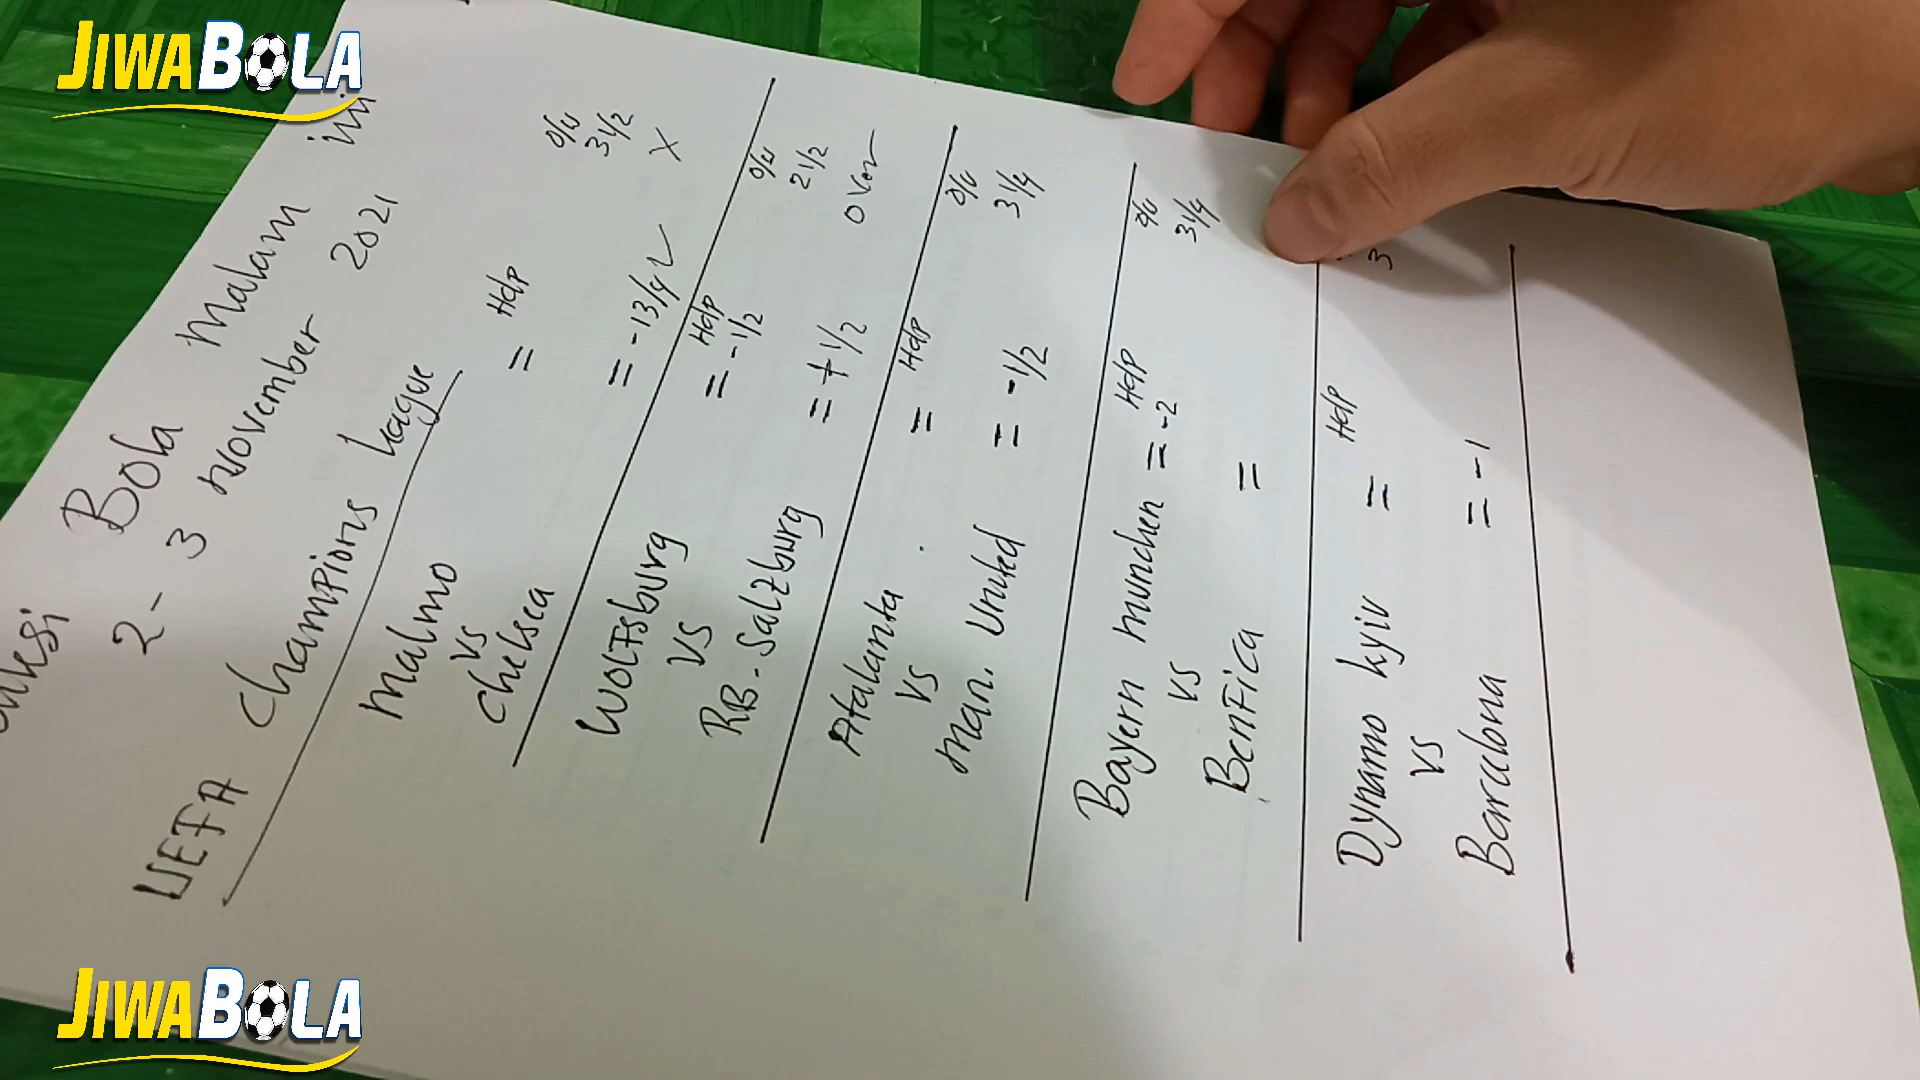 JIWABOLA
Bola Malam ini
2 - 3 November 2021
UEFA Champions League
Hdp O/U
Malmo = 3 1/2
vs
Chelsea = -1 3/4 ✓ X
Hdp O/U
Wolfsburg = -1/2 2 1/2
vs
RB-Salzburg = +1/2 over
Hdp O/U
Atalanta = 3 1/4
vs
Man. United = -1/2
Hdp O/U
Bayern munchen = -2 3 1/4
vs
Benfica =
Hdp
Dynamo kyiv = 3
vs
Barcelona = -1
JIWABOLA